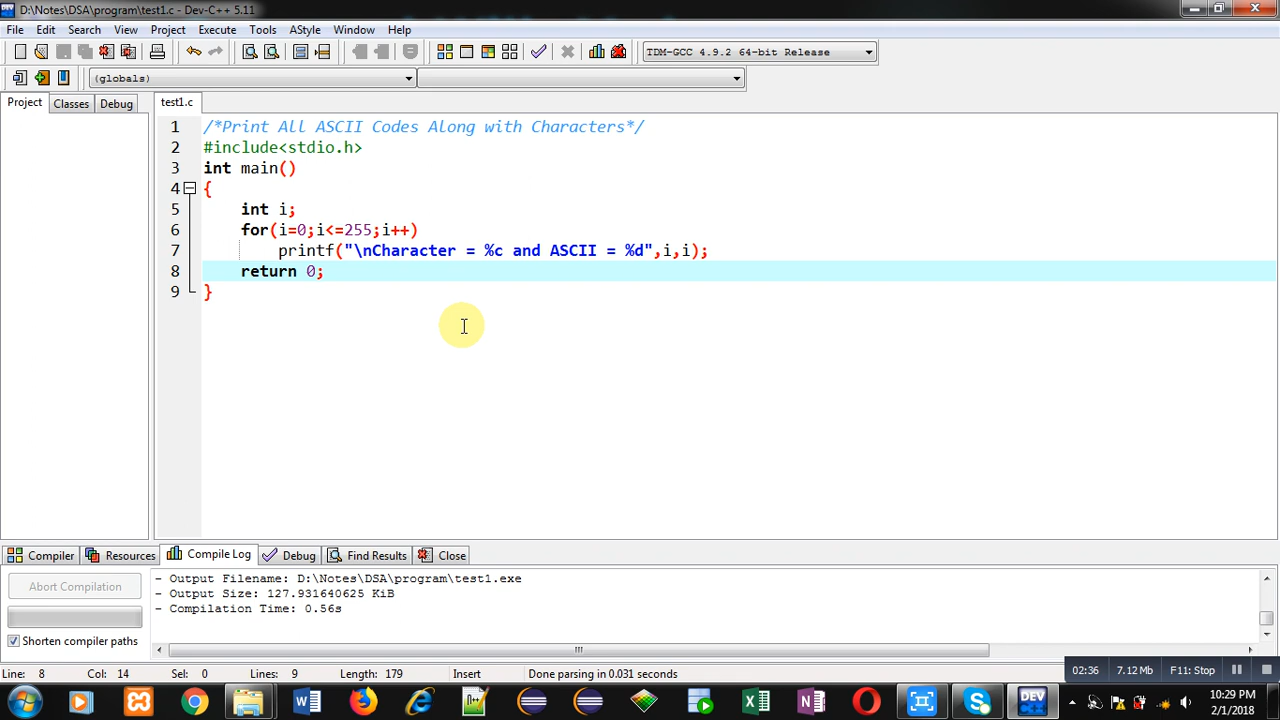 D:\Notes\DSA\program\test1.c - Dev-C++ 5.11
File Edit Search View Project Execute Tools AStyle Window Help
TDM-GCC 4.9.2 64-bit Release
(globals)
Project Classes Debug test1.c
1 /*Print All ASCII Codes Along with Characters*/
2 #include<stdio.h>
3 int main()
4 {
5 int i;
6 for(i=0;i<=255;i++)
7 printf("\nCharacter = %c and ASCII = %d",i,i);
8 return 0;
9 }
Compiler Resources Compile Log Debug Find Results Close
Abort Compilation
Shorten compiler paths
- Output Filename: D:\Notes\DSA\program\test1.exe
- Output Size: 127.931640625 KiB
- Compilation Time: 0.56s
Line: 8 Col: 14 Sel: 0 Lines: 9 Length: 179 Insert Done parsing in 0.031 seconds
02:36 7.12 Mb F11: Stop
DEV C++
10:29 PM
2/1/2018